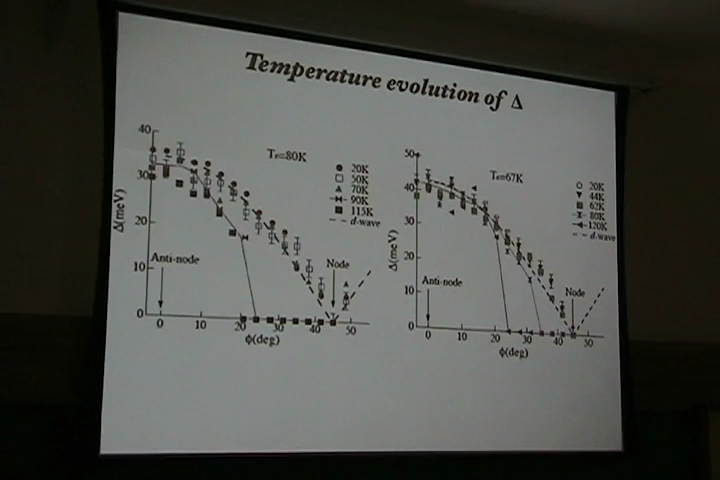 Temperature evolution of Δ
40
30
20
10
0
Δ(meV)
Tc=80K
20K
50K
70K
90K
115K
d-wave
Anti-node
Node
0 10 20 30 40 50
ϕ(deg)
50
40
30
20
10
0
Δ(meV)
Tc=67K
20K
44K
62K
80K
120K
d-wave
Anti-node
Node
0 10 20 30 40 50
ϕ(deg)